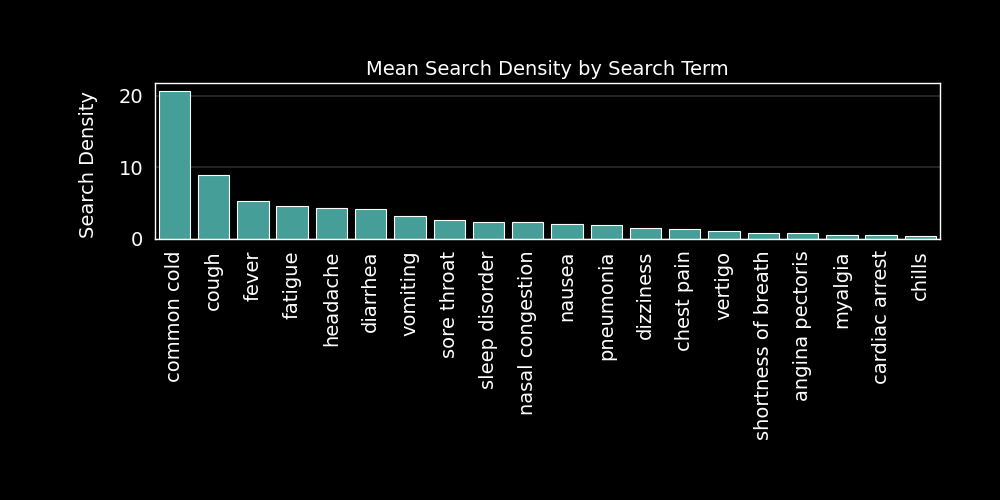 Mean Search Density by Search Term
Search Density
20
10
0
common cold
cough
fever
fatigue
headache
diarrhea
vomiting
sore throat
sleep disorder
nasal congestion
nausea
pneumonia
dizziness
chest pain
vertigo
shortness of breath
angina pectoris
myalgia
cardiac arrest
chills